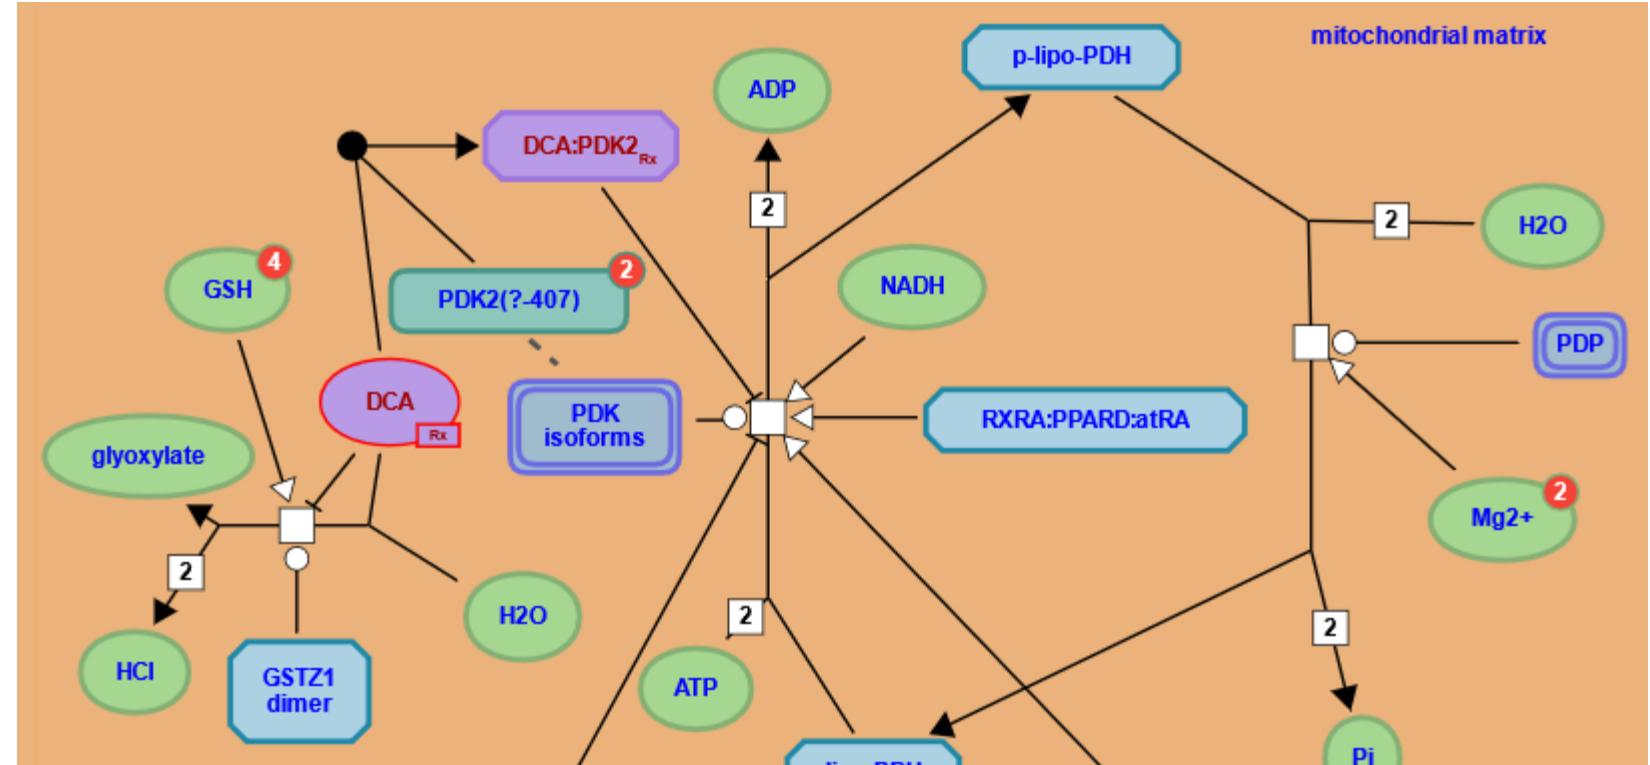 mitochondrial matrix
p-lipo-PDH
ADP
DCA:PDK2
Rx
2
2
H2O
GSH
4
PDK2(?-407)
2
NADH
PDP
DCA
Rx
PDK
isoforms
RXRA:PPARD:atRA
glyoxylate
Mg2+
2
2
HCl
GSTZ1
dimer
H2O
2
ATP
2
Pi